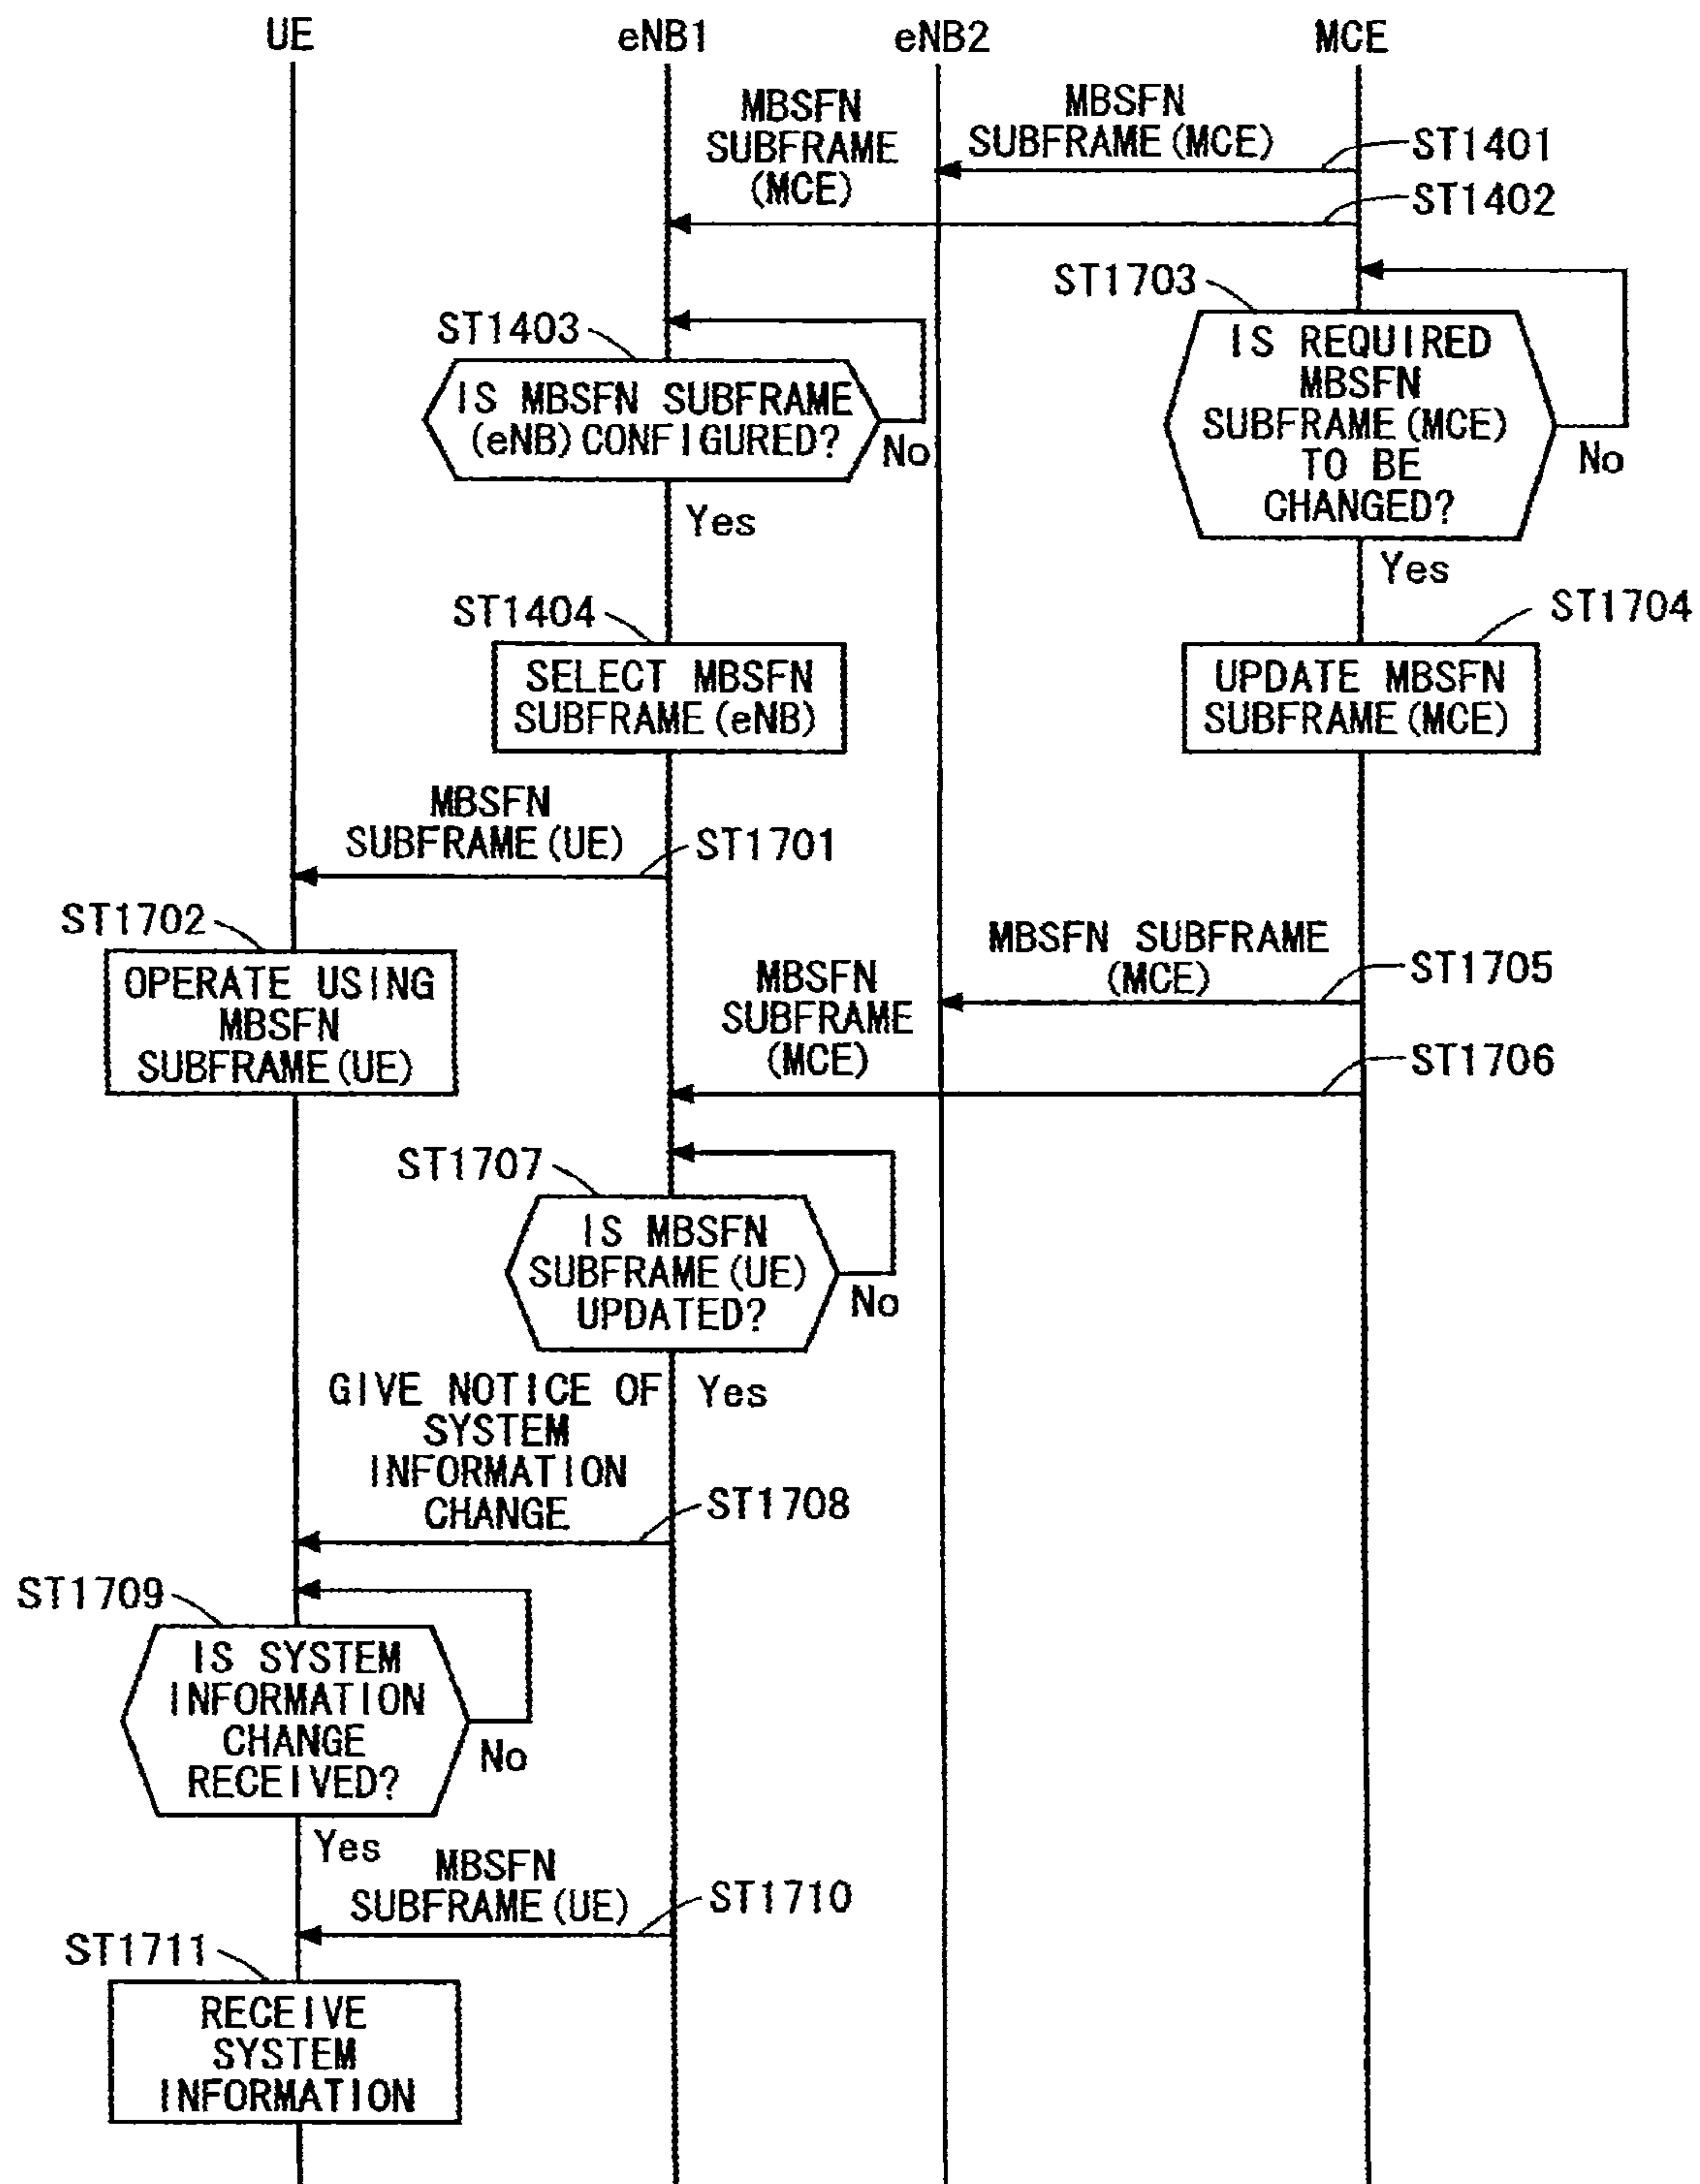 UE
eNB1
eNB2
MCE
MBSFN
SUBFRAME
(MCE)
MBSFN
SUBFRAME(MCE)
ST1401
ST1402
ST1703
IS REQUIRED
MBSFN
SUBFRAME(MCE)
TO BE
CHANGED?
No
Yes
ST1403
IS MBSFN SUBFRAME
(eNB)CONFIGURED?
No
Yes
ST1404
SELECT MBSFN
SUBFRAME(eNB)
ST1704
UPDATE MBSFN
SUBFRAME(MCE)
MBSFN
SUBFRAME(UE)
ST1701
ST1702
OPERATE USING
MBSFN
SUBFRAME(UE)
MBSFN SUBFRAME
(MCE)
ST1705
MBSFN
SUBFRAME
(MCE)
ST1706
ST1707
IS MBSFN
SUBFRAME(UE)
UPDATED?
No
Yes
GIVE NOTICE OF
SYSTEM
INFORMATION
CHANGE
ST1708
ST1709
IS SYSTEM
INFORMATION
CHANGE
RECEIVED?
No
Yes
MBSFN
SUBFRAME(UE)
ST1710
ST1711
RECEIVE
SYSTEM
INFORMATION